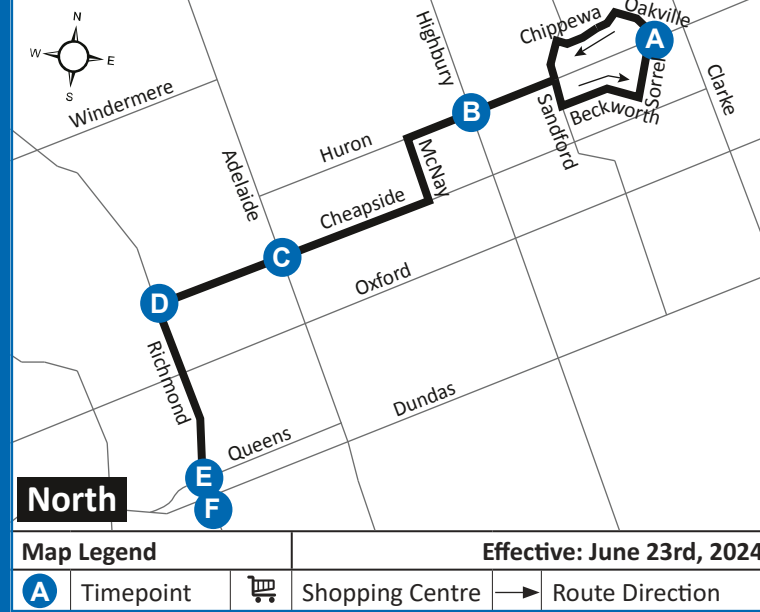 N
W
E
S
Windermere
Adelaide
Highbury
Chippewa
Oakville
A
Sorrel
Clarke
B
Sandford
Beckworth
Huron
McNay
Cheapside
C
Oxford
D
Richmond
Dundas
Queens
E
F
North
Map Legend Effective: June 23rd, 2024
A Timepoint Shopping Centre Route Direction